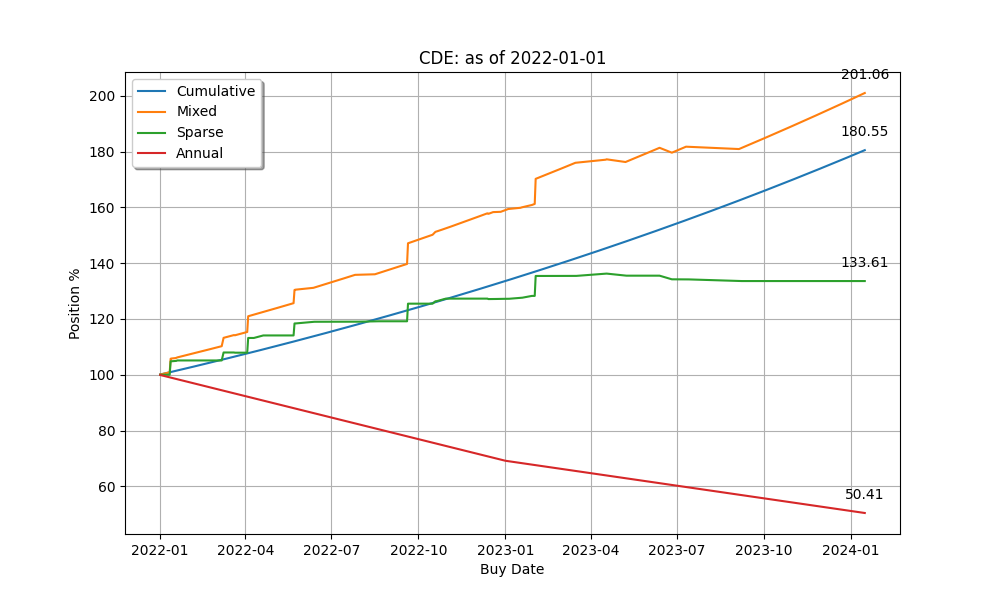 CDE: as of 2022-01-01
Cumulative
Mixed
Sparse
Annual
201.06
180.55
133.61
50.41
200
180
160
140
120
100
80
60
Position %
2022-01 2022-04 2022-07 2022-10 2023-01 2023-04 2023-07 2023-10 2024-01
Buy Date